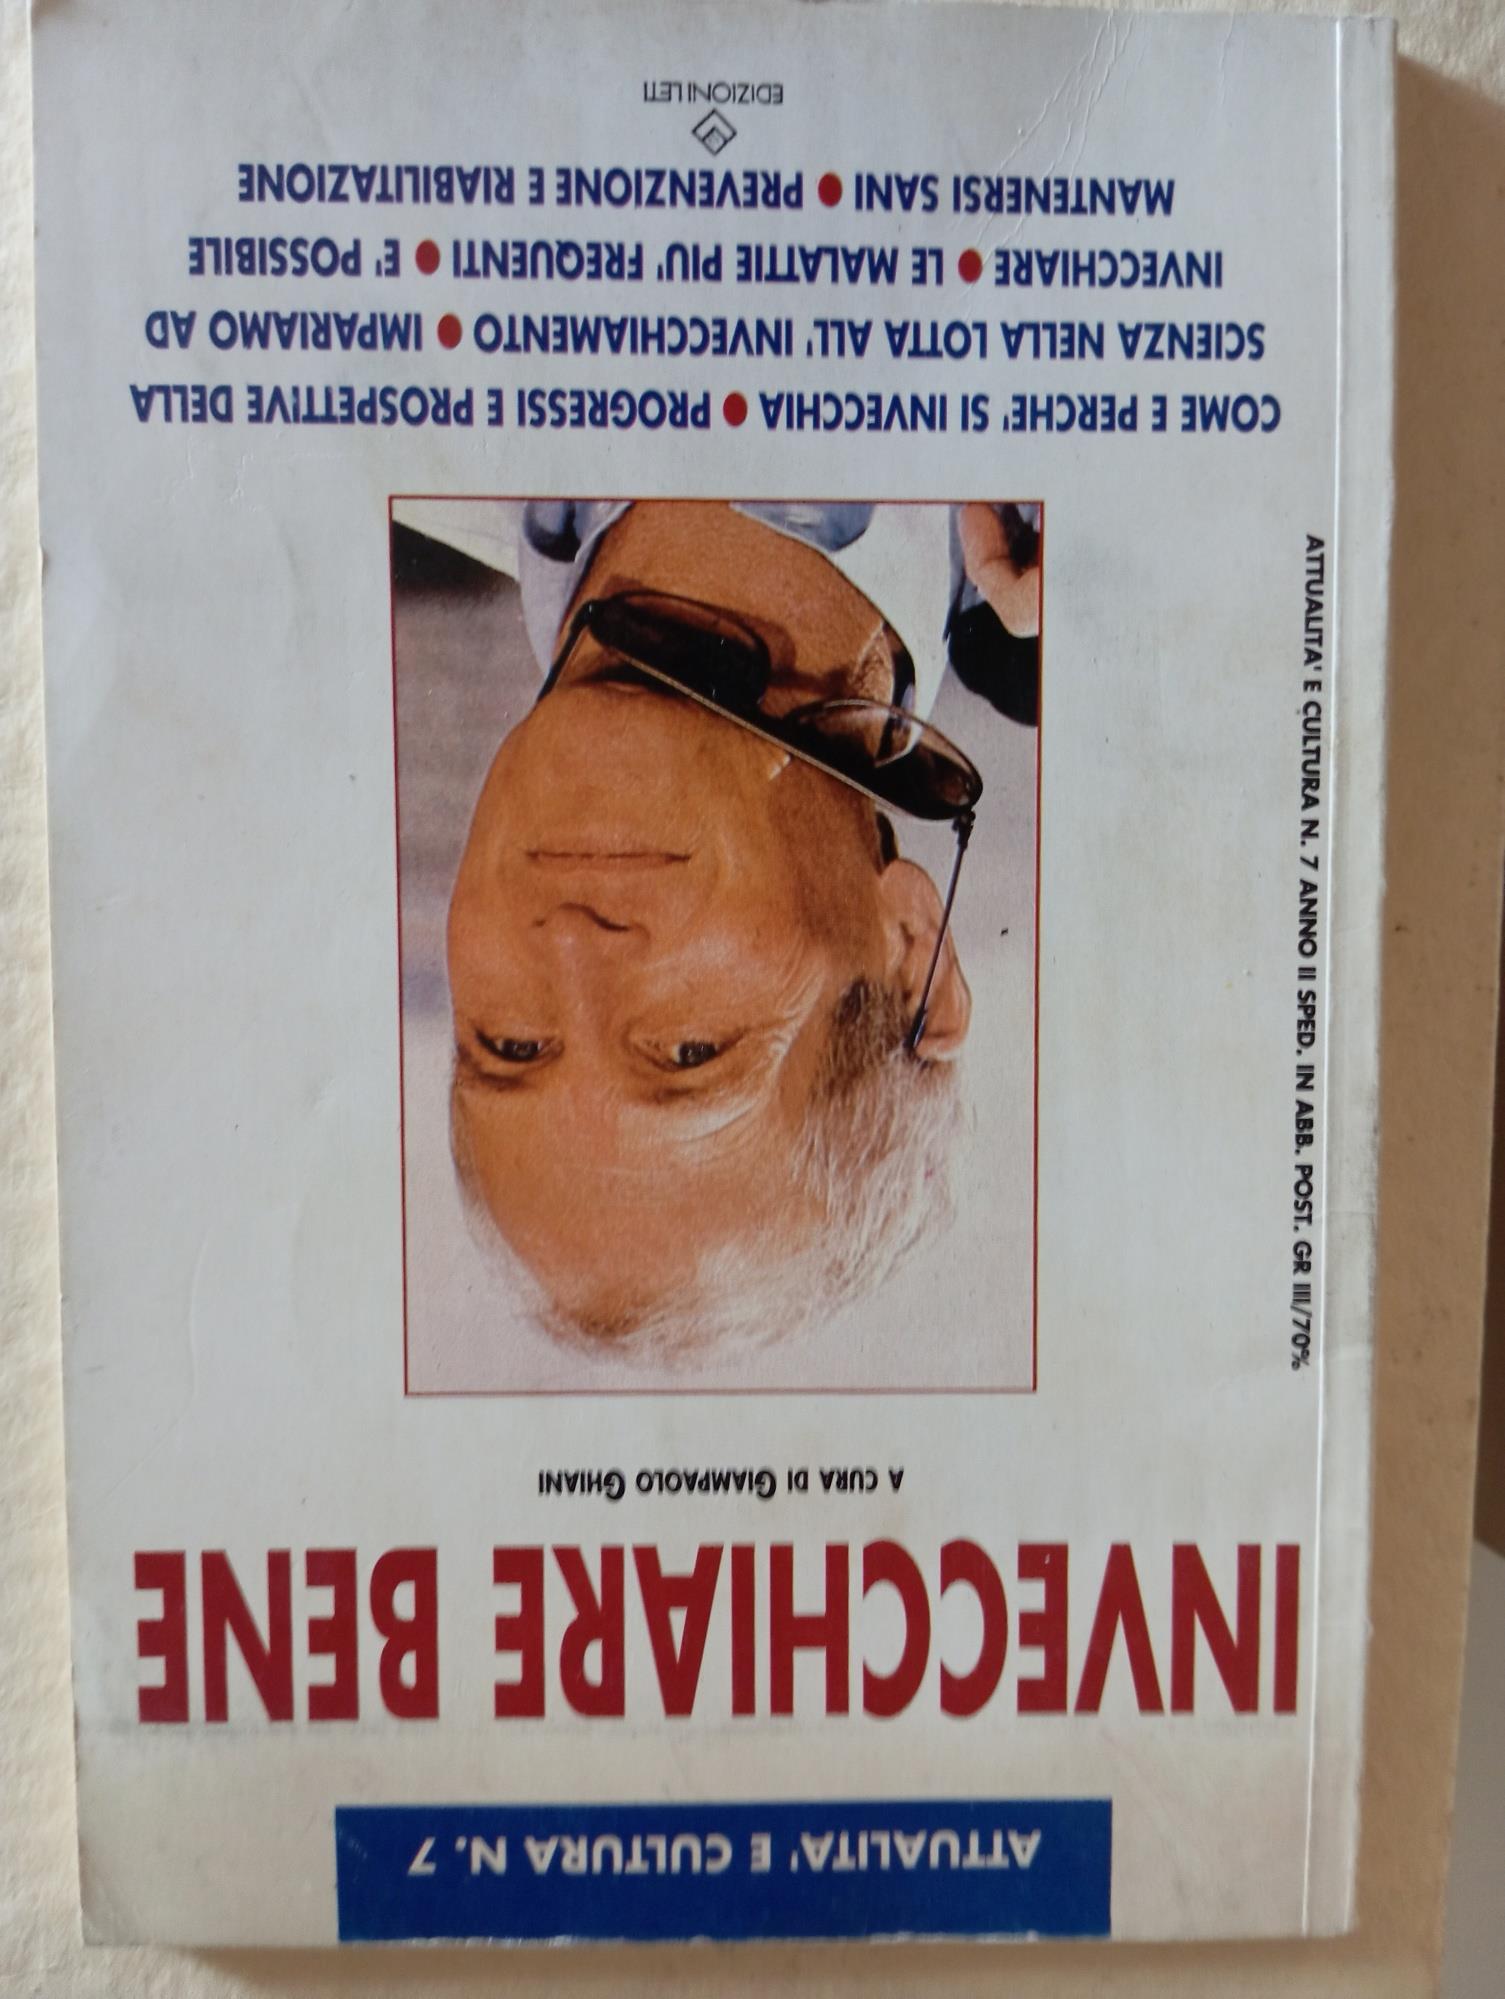 ATTUALITA' E CULTURA N. 7
INVECCHIARE BENE
A CURA DI GIAMPAOLO GHIANI
ATTUALITA' E CULTURA N. 7 ANNO II SPED. IN ABB. POST. GR III/70%
COME E PERCHE' SI INVECCHIA ● PROGRESSI E PROSPETTIVE DELLA
SCIENZA NELLA LOTTA ALL' INVECCHIAMENTO ● IMPARIAMO AD
INVECCHIARE ● LE MALATTIE PIU' FREQUENTI ● E' POSSIBILE
MANTENERSI SANI ● PREVENZIONE E RIABILITAZIONE
EDIZIONI LETI